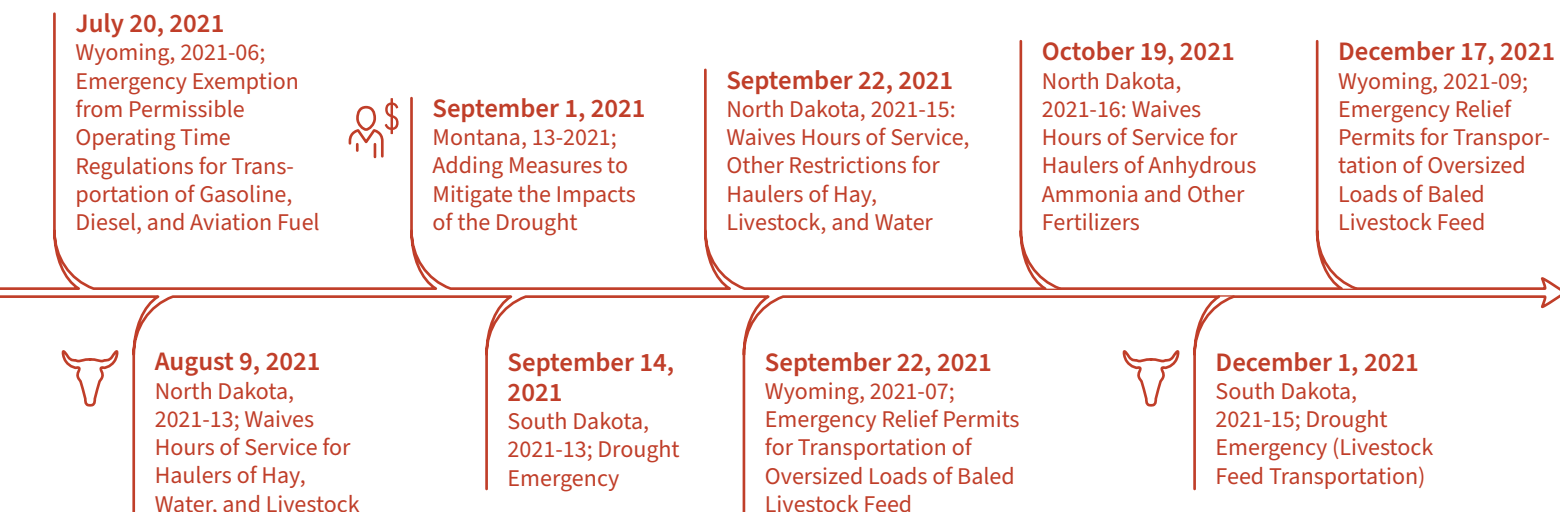 July 20, 2021
Wyoming, 2021-06;
Emergency Exemption
from Permissible
Operating Time
Regulations for Trans-
portation of Gasoline,
Diesel, and Aviation Fuel
$
September 1, 2021
Montana, 13-2021;
Adding Measures to
Mitigate the Impacts
of the Drought
September 22, 2021
North Dakota, 2021-15:
Waives Hours of Service,
Other Restrictions for
Haulers of Hay,
Livestock, and Water
October 19, 2021
North Dakota,
2021-16: Waives
Hours of Service for
Haulers of Anhydrous
Ammonia and Other
Fertilizers
December 17, 2021
Wyoming, 2021-09;
Emergency Relief
Permits for Transpor-
tation of Oversized
Loads of Baled
Livestock Feed
August 9, 2021
North Dakota,
2021-13; Waives
Hours of Service for
Haulers of Hay,
Water, and Livestock
September 14,
2021
South Dakota,
2021-13; Drought
Emergency
September 22, 2021
Wyoming, 2021-07;
Emergency Relief Permits
for Transportation of
Oversized Loads of Baled
Livestock Feed
December 1, 2021
South Dakota,
2021-15; Drought
Emergency (Livestock
Feed Transportation)